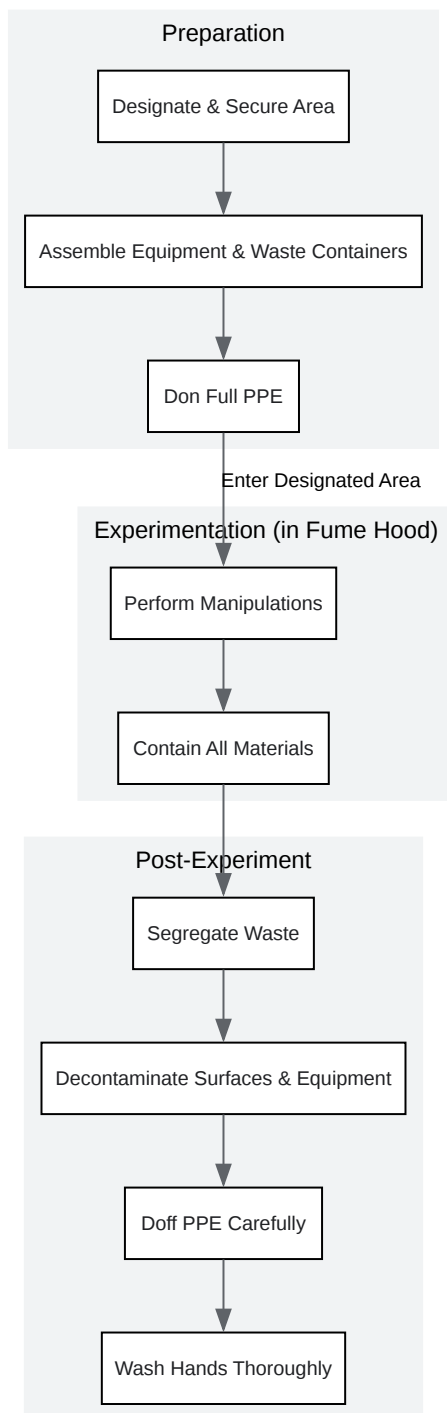 Preparation
Designate & Secure Area
Assemble Equipment & Waste Containers
Don Full PPE
Enter Designated Area
Experimentation (in Fume Hood)
Perform Manipulations
Contain All Materials
Post-Experiment
Segregate Waste
Decontaminate Surfaces & Equipment
Doff PPE Carefully
Wash Hands Thoroughly